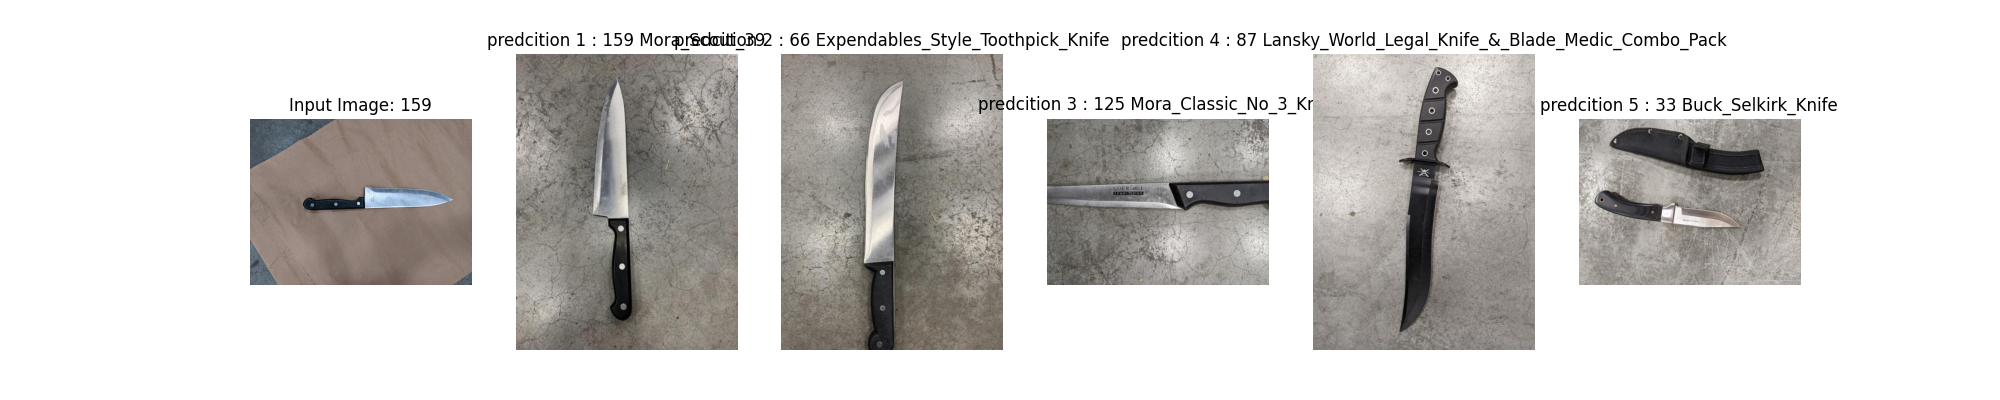 predcition 1 : 159 Mora_Scout_39
predcition 2 : 66 Expendables_Style_Toothpick_Knife
predcition 4 : 87 Lansky_World_Legal_Knife_&_Blade_Medic_Combo_Pack
Input Image: 159
predcition 3 : 125 Mora_Classic_No_3_Kn
predcition 5 : 33 Buck_Selkirk_Knife